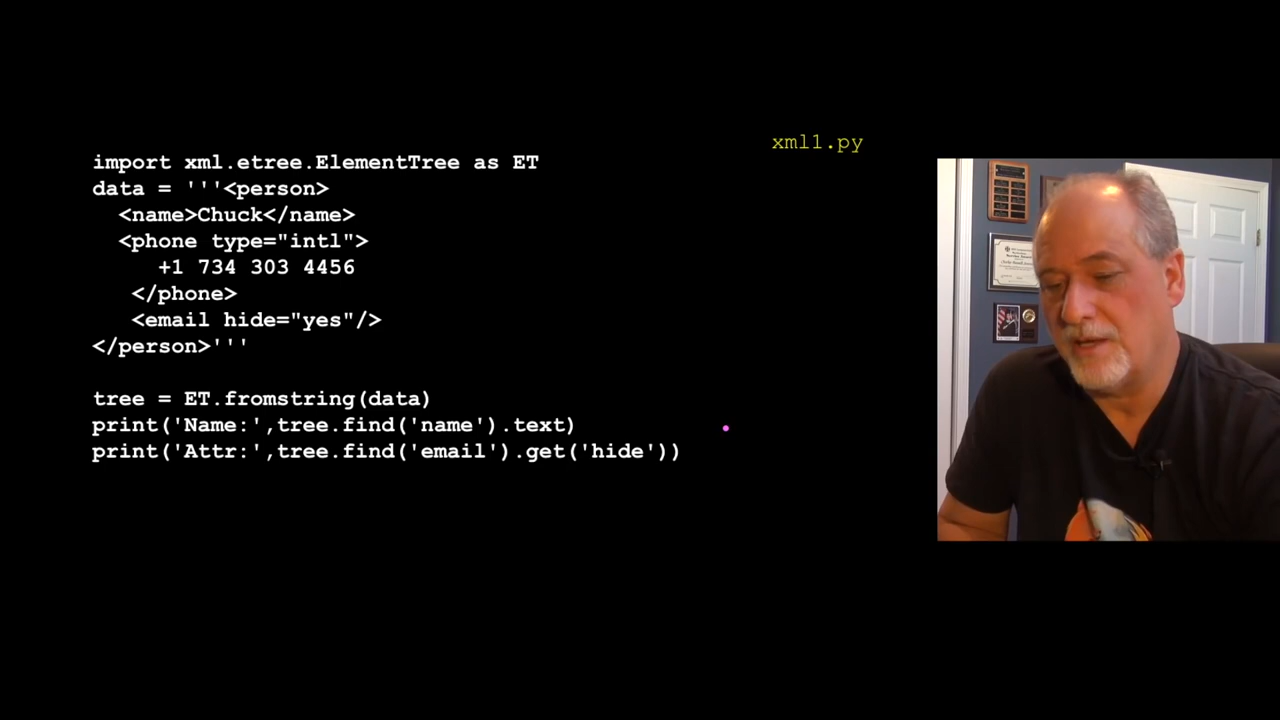 xml1.py
import xml.etree.ElementTree as ET
data = '''<person>
  <name>Chuck</name>
  <phone type="intl">
     +1 734 303 4456
   </phone>
   <email hide="yes"/>
</person>'''
tree = ET.fromstring(data)
print('Name:',tree.find('name').text)
print('Attr:',tree.find('email').get('hide'))